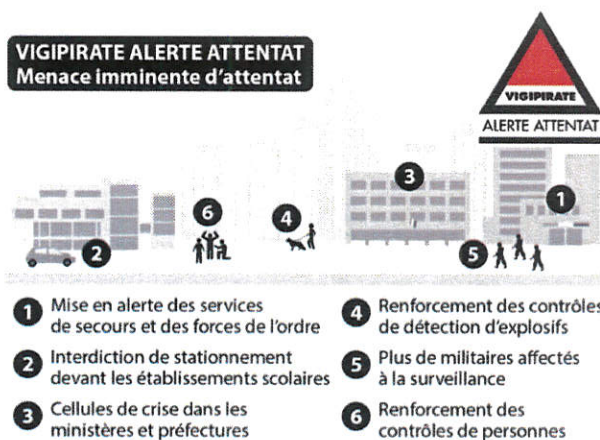 VIGIPIRATE ALERTE ATTENTAT
Menace imminente d'attentat
VIGIPIRATE
ALERTE ATTENTAT
3
1
6
4
2
5
1 Mise en alerte des services
de secours et des forces de l'ordre
2 Interdiction de stationnement
devant les établissements scolaires
3 Cellules de crise dans les
ministères et préfectures
4 Renforcement des contrôles
de détection d'explosifs
5 Plus de militaires affectés
à la surveillance
6 Renforcement des
contrôles de personnes